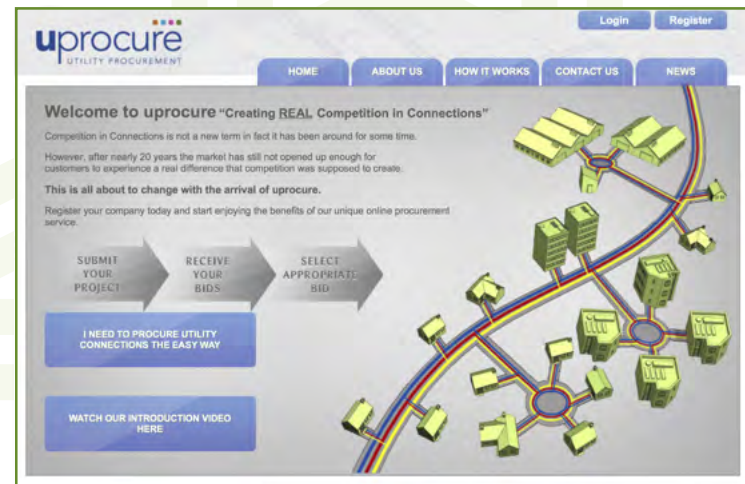 Login Register
uprocure
UTILITY PROCUREMENT
HOME ABOUT US HOW IT WORKS CONTACT US NEWS
Welcome to uprocure "Creating REAL Competition in Connections"
Competition in Connections is not a new term in fact it has been around for some time.
However, after nearly 20 years the market has still not opened up enough for
customers to experience a real difference that competition was supposed to create.
This is all about to change with the arrival of uprocure.
Register your company today and start enjoying the benefits of our unique online procurement
service.
SUBMIT
YOUR
PROJECT
RECEIVE
YOUR
BIDS
SELECT
APPROPRIATE
BID
I NEED TO PROCURE UTILITY
CONNECTIONS THE EASY WAY
WATCH OUR INTRODUCTION VIDEO
HERE